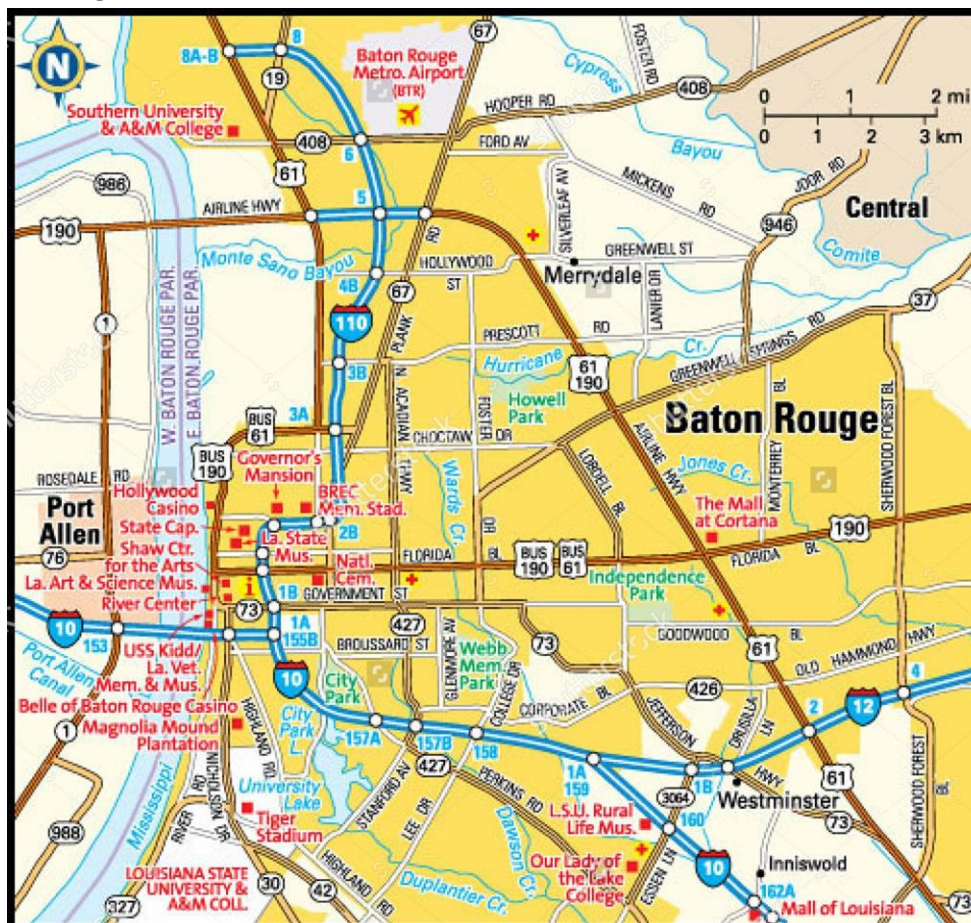 N
8A-B
8
19
Baton Rouge
Metro. Airport
(BTR)
67
FOSTER RD
408
Cypress
Bayou
HOOPER RD
0 1 2 mi
0 1 2 3 km
Southern University
& A&M College
408
6
FORD AV
61
SILVERLEAF AV
MICKENS RD
JOOR RD
946
Central
986
AIRLINE HWY
5
190
Monte Sano Bayou
4B
HOLLYWOOD ST
GREENWELL ST
Merrydale
Comite
LANIER DR
W. BATON ROUGE PAR.
E. BATON ROUGE PAR.
1
110
67
PLANK RD
PRESCOTT RD
Hurricane Cr.
37
GREENWELL SPRINGS RD
3B
N ACADIAN THWY
61
190
Howell
Park
FOSTER DR
Baton Rouge
3A
BUS
61
CHOCTAW DR
BUS
190
AIRLINE HWY
Jones Cr.
MONTERREY BL
SHERWOOD FOREST BL
LOBDELL BL
Wards Cr.
ROSEDALE RD
Governor's
Mansion
Hollywood
Casino
BREC
Mem. Stad.
Port
Allen
State Cap.
2B
La. State
Mus.
The Mall
at Cortana
190
76
Shaw Ctr.
for the Arts
Natl.
Cem.
FLORIDA BL
BUS
190
BUS
61
FLORIDA BL
La. Art & Science Mus.
i
1B
Independence
Park
River Center
73
GOVERNMENT ST
10
153
1A
155B
427
BROUSSARD ST
73
GOODWOOD BL
USS Kidd/
La. Vet.
Mem. & Mus.
GLENMORE AV
Webb
Mem.
Park
61
OLD HAMMOND HWY
Port Allen
Canal
10
City
Park
COLLEGE DR
CORPORATE BL
426
4
Belle of Baton Rouge Casino
City
Park
L.
JEFFERSON HWY
DRUSILLA LN
2
12
1
Magnolia Mound
Plantation
HIGHLAND RD
157A
157B
158
427
1A
159
1B
Westminster
61
SHERWOOD FOREST BL
Mississippi
RIVER RD
NICHOLSON DR
University
Lake
STANFORD AV
PERKINS RD
3064
160
73
988
Tiger
Stadium
LEE DR
Dawson Cr.
L.S.U. Rural
Life Mus.
Inniswold
LOUISIANA STATE
UNIVERSITY &
A&M COLL.
HIGHLAND RD
Our Lady of
the Lake
College
ESSEN LN
10
327
30
42
Duplantier Cr.
162A
Mall of Louisiana
73